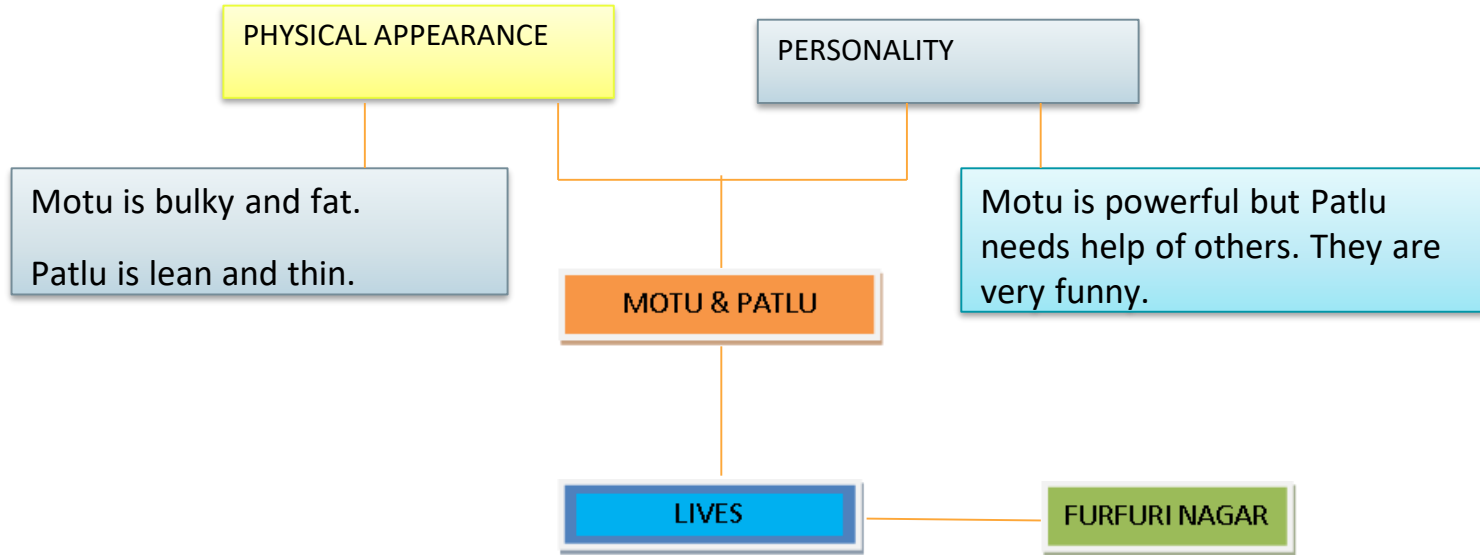 PHYSICAL APPEARANCE
PERSONALITY
Motu is bulky and fat.
Patlu is lean and thin.
Motu is powerful but Patlu
needs help of others. They are
very funny.
MOTU & PATLU
LIVES
FURFURI NAGAR